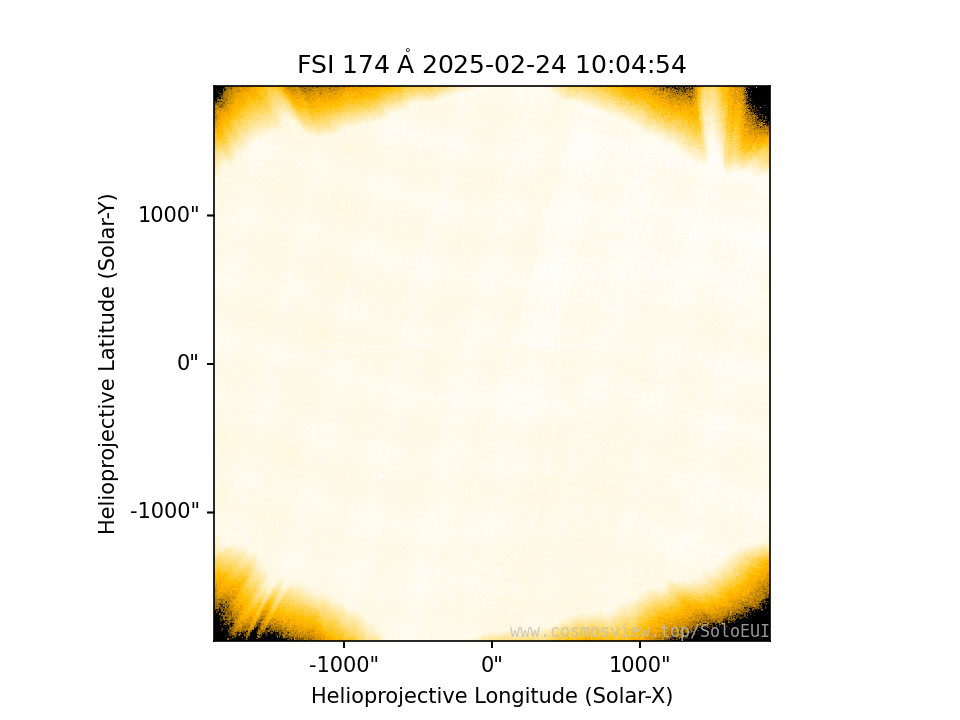 FSI 174 Å 2025-02-24 10:04:54
Helioprojective Latitude (Solar-Y)
1000"
0"
-1000"
www.cosmosview.top/SoloEUI
-1000" 0" 1000"
Helioprojective Longitude (Solar-X)